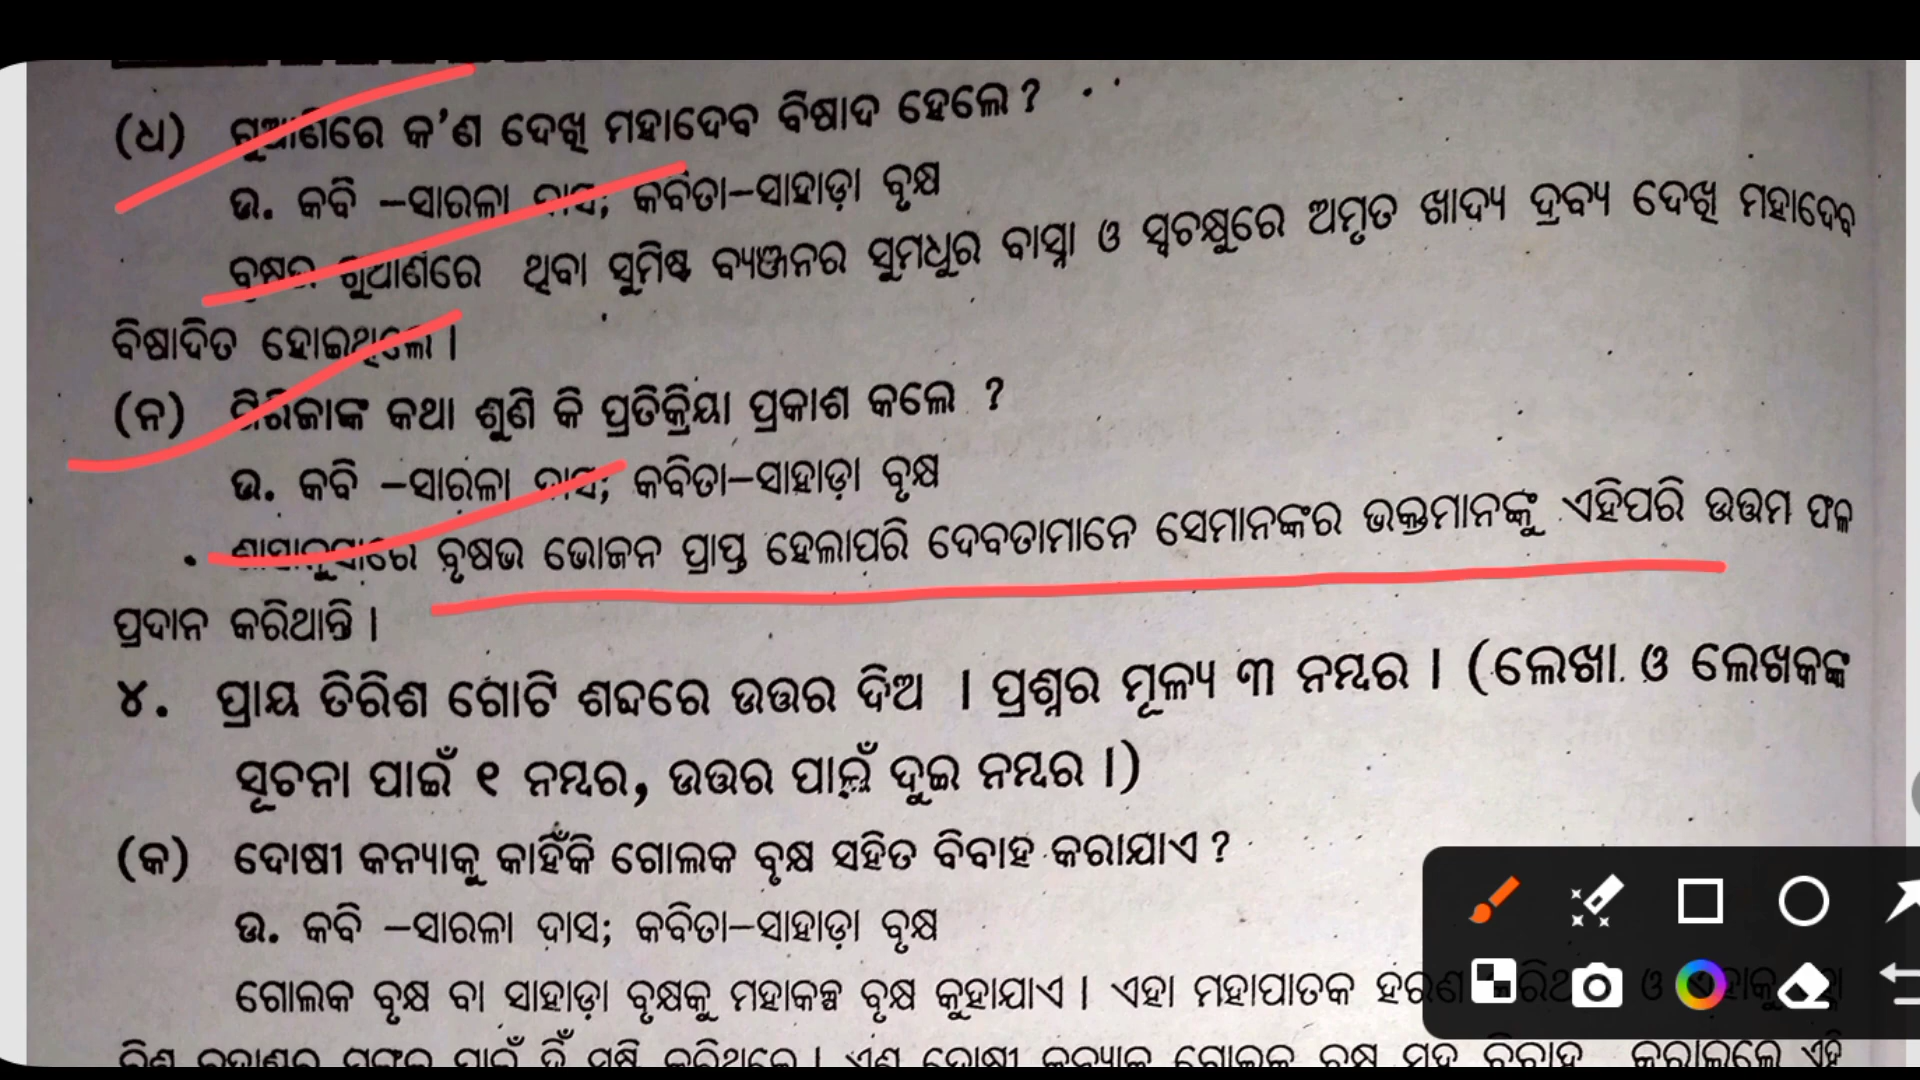 (ଧ) ଗୁଆଣିରେ କ'ଣ ଦେଖି ମହାଦେବ ବିଷାଦ ହେଲେ ?
ଉ. କବି –ସାରଳା ଦାସ; କବିତା–ସାହାଡ଼ା ବୃକ୍ଷ
ବୃକ୍ଷର ଗୁଆଣିରେ ଥିବା ସୁମିଷ୍ଟ ବ୍ୟଞ୍ଜନର ସୁମଧୁର ବାସ୍ନା ଓ ସ୍ୱଚକ୍ଷୁରେ ଅମୃତ ଖାଦ୍ୟ ଦ୍ରବ୍ୟ ଦେଖି ମହାଦେବ
ବିଷାଦିତ ହୋଇଥିଲେ ।
(ନ) ଗିରିଜାଙ୍କ କଥା ଶୁଣି କି ପ୍ରତିକ୍ରିୟା ପ୍ରକାଶ କଲେ ?
ଉ. କବି –ସାରଳା ଦାସ; କବିତା–ସାହାଡ଼ା ବୃକ୍ଷ
ବୃଷଭ ଭୋଜନ ପ୍ରାପ୍ତ ହେଲାପରି ଦେବତାମାନେ ସେମାନଙ୍କର ଭକ୍ତମାନଙ୍କୁ ଏହିପରି ଉତ୍ତମ ଫଳ
ପ୍ରଦାନ କରିଥାନ୍ତି ।
୪. ପ୍ରାୟ ତିରିଶ ଗୋଟି ଶବ୍ଦରେ ଉତ୍ତର ଦିଅ । ପ୍ରଶ୍ନର ମୂଲ୍ୟ ୩ ନମ୍ବର । (ଲେଖା ଓ ଲେଖକଙ୍କ
ସୂଚନା ପାଇଁ ୧ ନମ୍ବର, ଉତ୍ତର ପାଇଁ ଦୁଇ ନମ୍ବର ।)
(କ) ଦୋଷୀ କନ୍ୟାକୁ କାହିଁକି ଗୋଲକ ବୃକ୍ଷ ସହିତ ବିବାହ କରାଯାଏ ?
ଉ. କବି –ସାରଳା ଦାସ; କବିତା–ସାହାଡ଼ା ବୃକ୍ଷ
ଗୋଲକ ବୃକ୍ଷ ବା ସାହାଡ଼ା ବୃକ୍ଷକୁ ମହାକଳ୍ପ ବୃକ୍ଷ କୁହାଯାଏ । ଏହା ମହାପାତକ ହରଣ ଓ